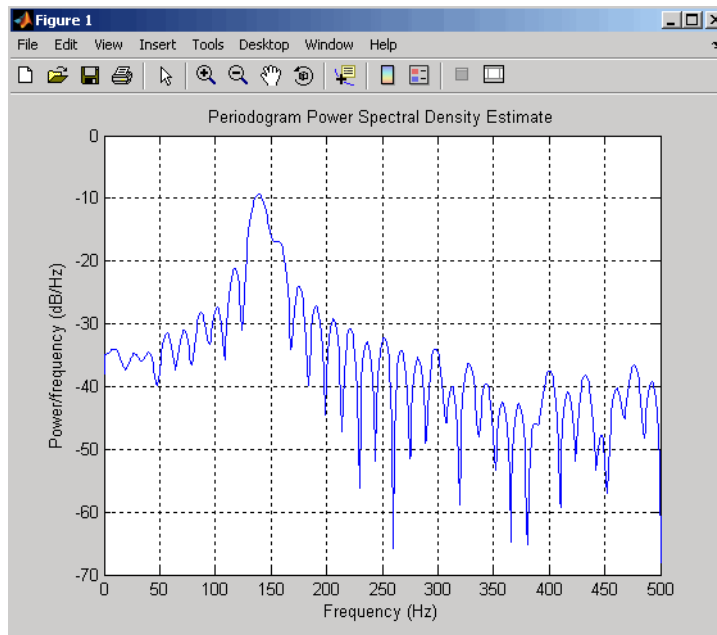 Figure 1
File Edit View Insert Tools Desktop Window Help
Periodogram Power Spectral Density Estimate
Power/frequency (dB/Hz)
0
-10
-20
-30
-40
-50
-60
-70
0 50 100 150 200 250 300 350 400 450 500
Frequency (Hz)